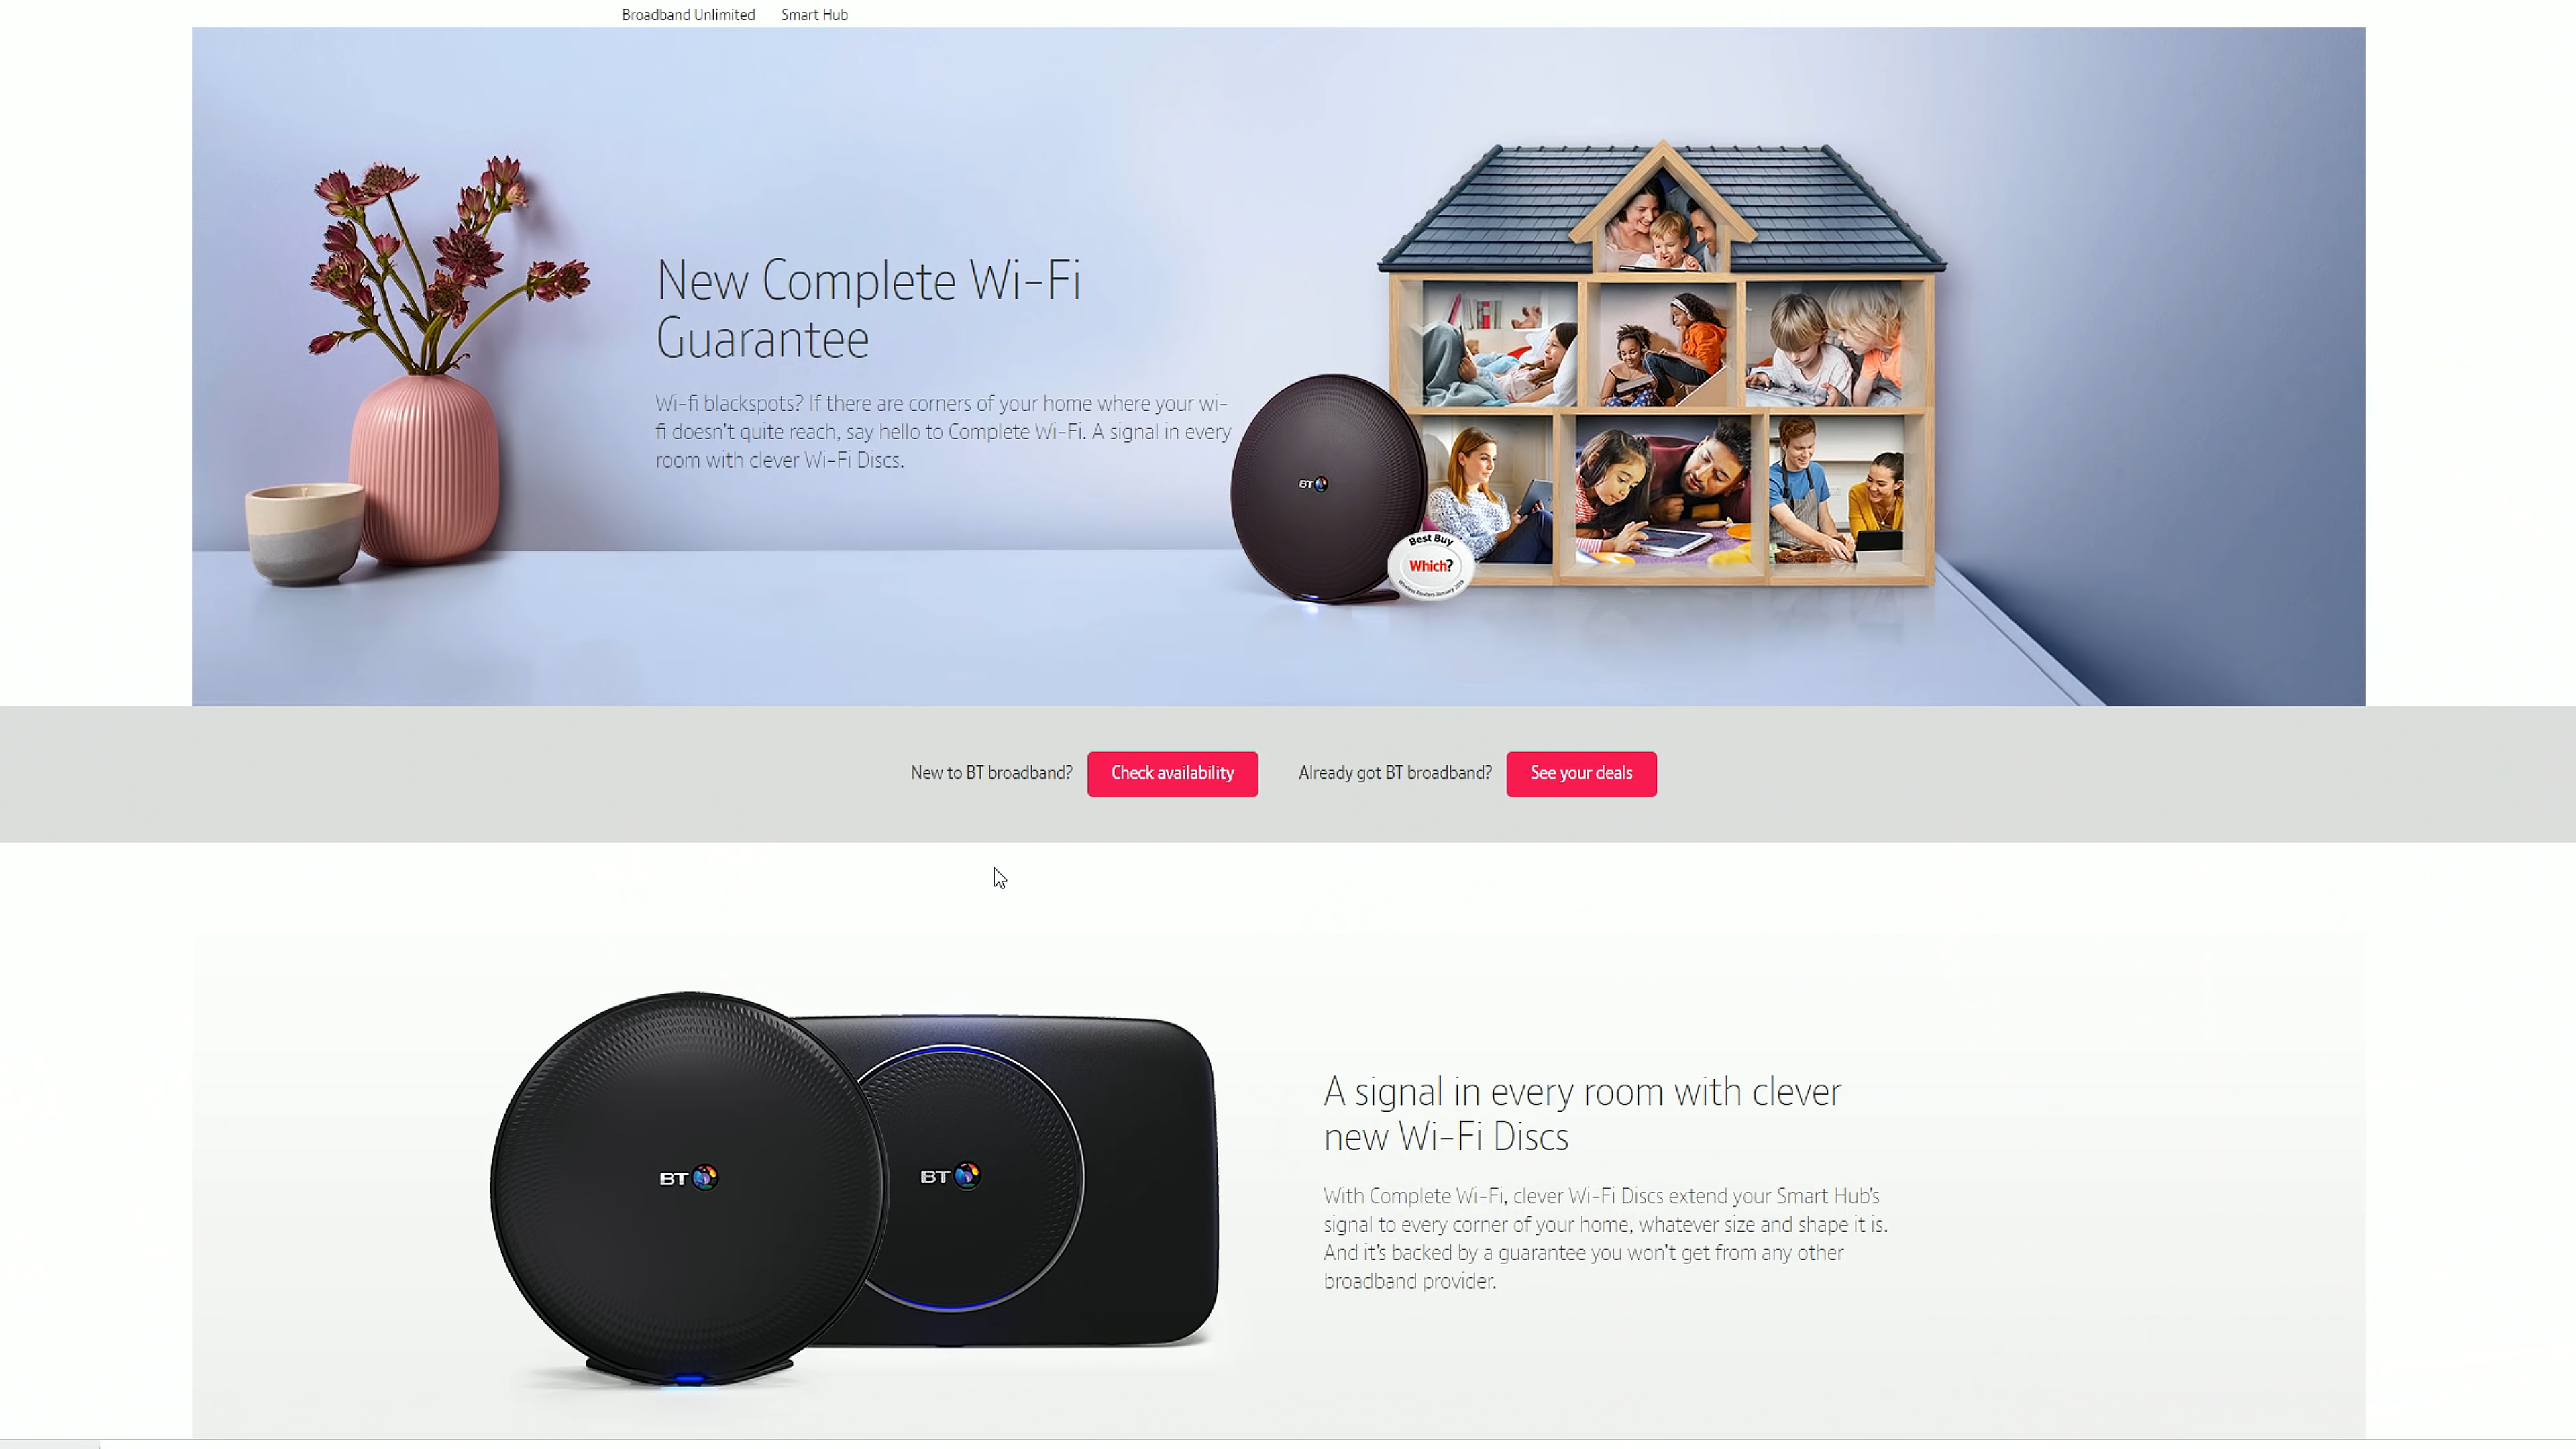 Broadband Unlimited Smart Hub
New Complete Wi-Fi
Guarantee
Wi-fi blackspots? If there are corners of your home where your wi-
fi doesn't quite reach, say hello to Complete Wi-Fi. A signal in every
room with clever Wi-Fi Discs.
BT
Best Buy
Which?
Wireless Routers January 2019
New to BT broadband? Check availability Already got BT broadband? See your deals
BT
BT
A signal in every room with clever
new Wi-Fi Discs
With Complete Wi-Fi, clever Wi-Fi Discs extend your Smart Hub's
signal to every corner of your home, whatever size and shape it is.
And it's backed by a guarantee you won't get from any other
broadband provider.